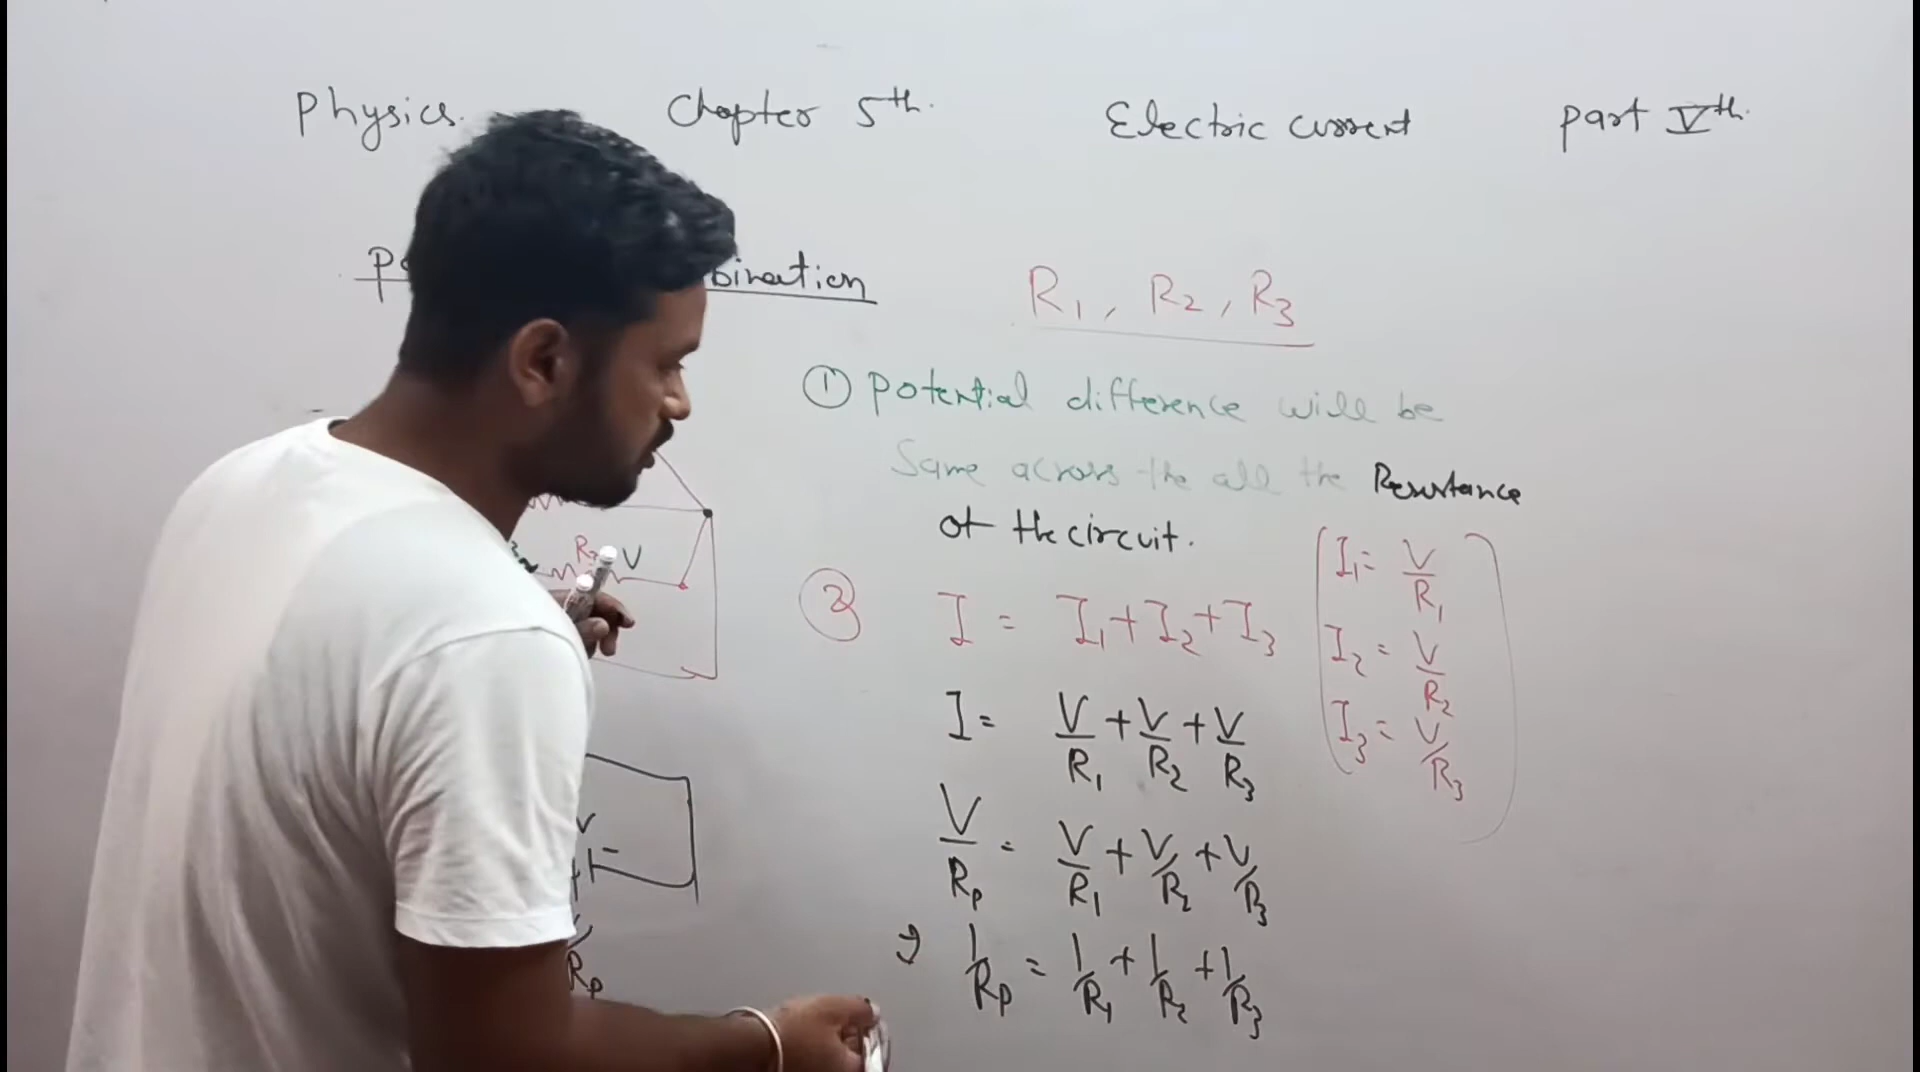 Physics. Chapter 5th. Electric current part Vth.
bination
R1, R2, R3
① Potential difference will be
Same across the all the Resistance
of the circuit.
I1 = V/R1
I2 = V/R2
I3 = V/R3
② I = I1 + I2 + I3
I = V/R1 + V/R2 + V/R3
V/Rp = V/R1 + V/R2 + V/R3
⇒ 1/Rp = 1/R1 + 1/R2 + 1/R3
V
V
Rp